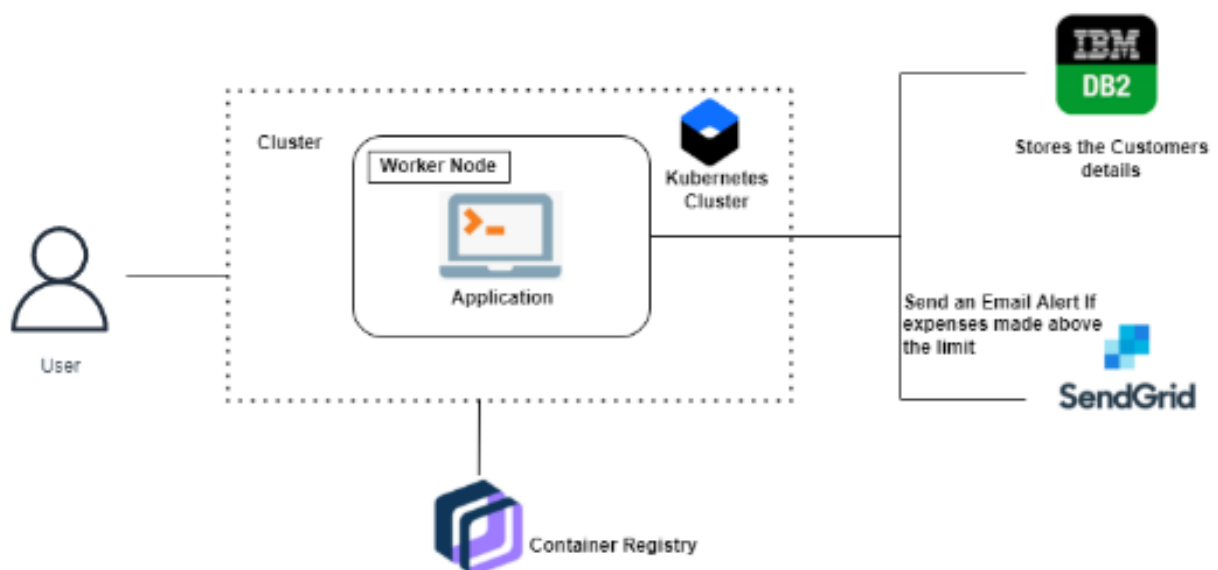 IBM
DB2
Stores the Customers
details
Cluster
Worker Node
Kubernetes
Cluster
Application
User
Send an Email Alert If
expenses made above
the limit
SendGrid
Container Registry